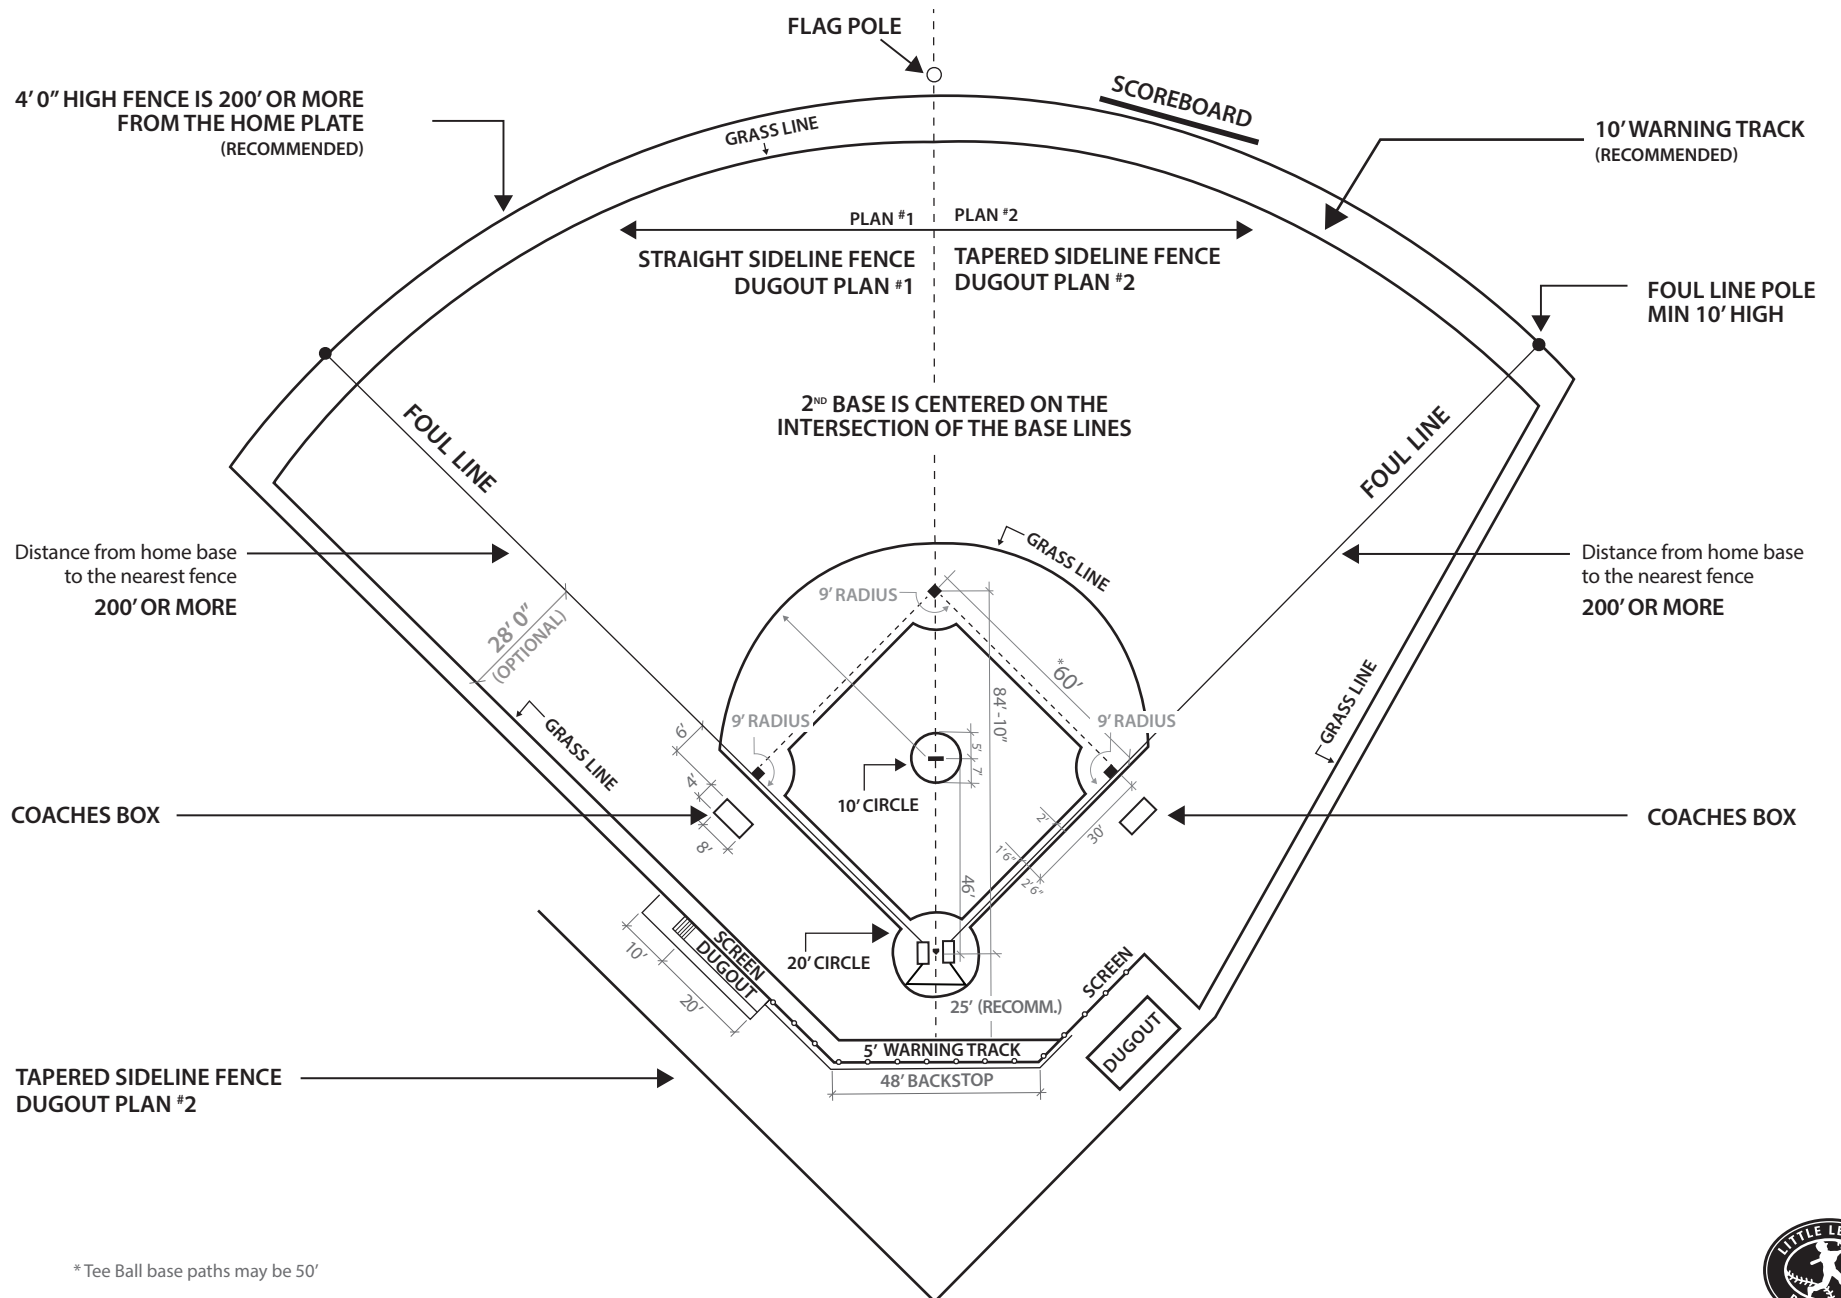 FLAG POLE
4’ 0” HIGH FENCE IS 200’ OR MORE
FROM THE HOME PLATE
(RECOMMENDED)
GRASS LINE
SCOREBOARD
10’ WARNING TRACK
(RECOMMENDED)
PLAN #1
PLAN #2
STRAIGHT SIDELINE FENCE
DUGOUT PLAN #1
TAPERED SIDELINE FENCE
DUGOUT PLAN #2
FOUL LINE POLE
MIN 10’ HIGH
2ND BASE IS CENTERED ON THE
INTERSECTION OF THE BASE LINES
FOUL LINE
FOUL LINE
Distance from home base
to the nearest fence
200’ OR MORE
GRASS LINE
Distance from home base
to the nearest fence
200’ OR MORE
28’ 0”
(OPTIONAL)
9’ RADIUS
*60’
84’ -10”
9’ RADIUS
9’ RADIUS
GRASS LINE
GRASS LINE
6’
4’
8’
5’
7’
10’ CIRCLE
COACHES BOX
COACHES BOX
2’
30’
1’6”
2’6”
46’
20’ CIRCLE
SCREEN
DUGOUT
10’
20’
SCREEN
25’ (RECOMM.)
DUGOUT
5’ WARNING TRACK
48’ BACKSTOP
TAPERED SIDELINE FENCE
DUGOUT PLAN #2
* Tee Ball base paths may be 50’
LITTLE LE